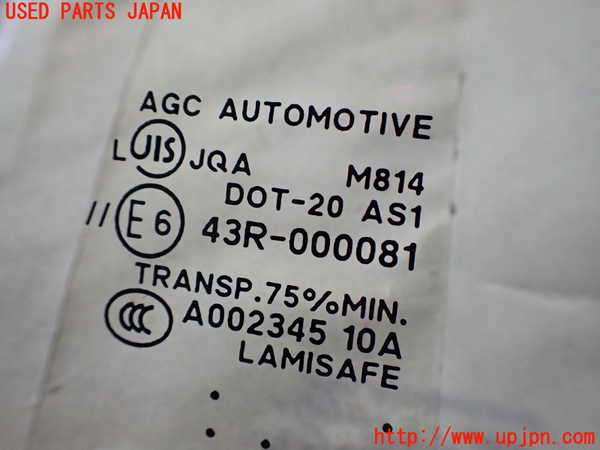 USED PARTS JAPAN
AGC AUTOMOTIVE
L JIS JQA M814
DOT-20 AS1
// E6 43R-000081
TRANSP.75%MIN.
CCC A002345 10A
LAMISAFE
http://www.upjpn.com/